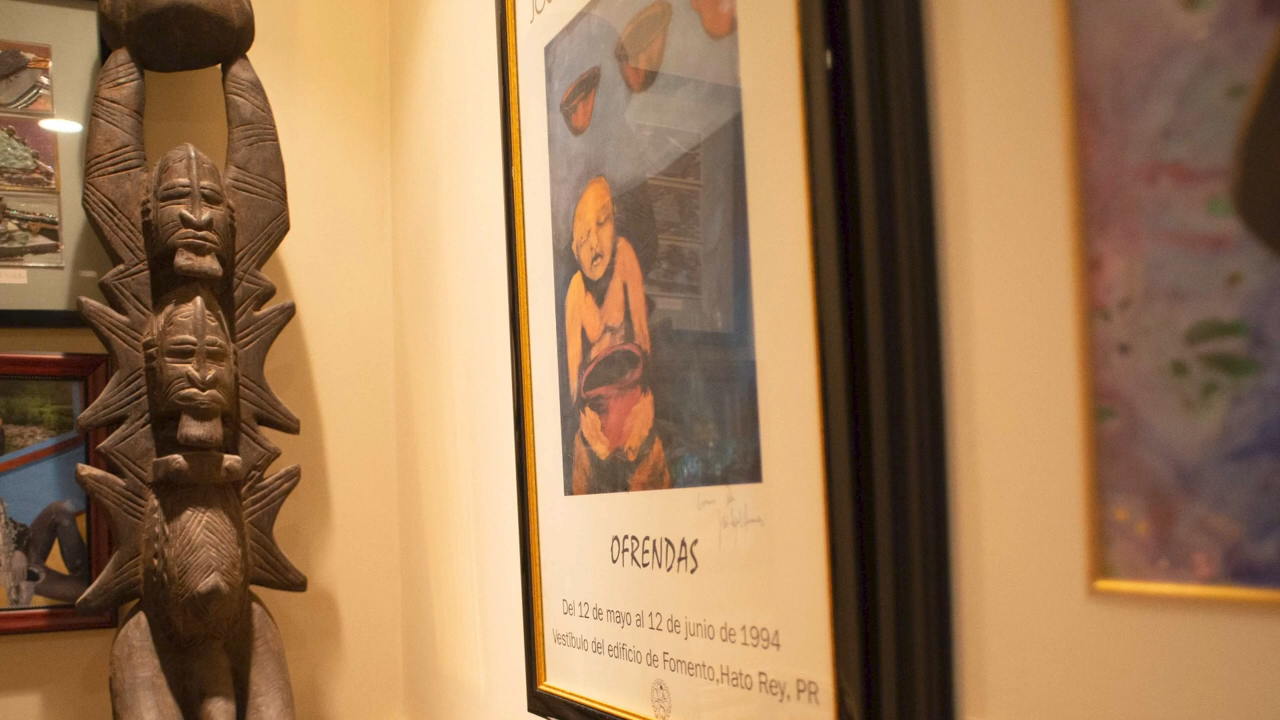 OFRENDAS
Del 12 de mayo al 12 de junio de 1994
Vestíbulo del edificio de Fomento, Hato Rey, PR